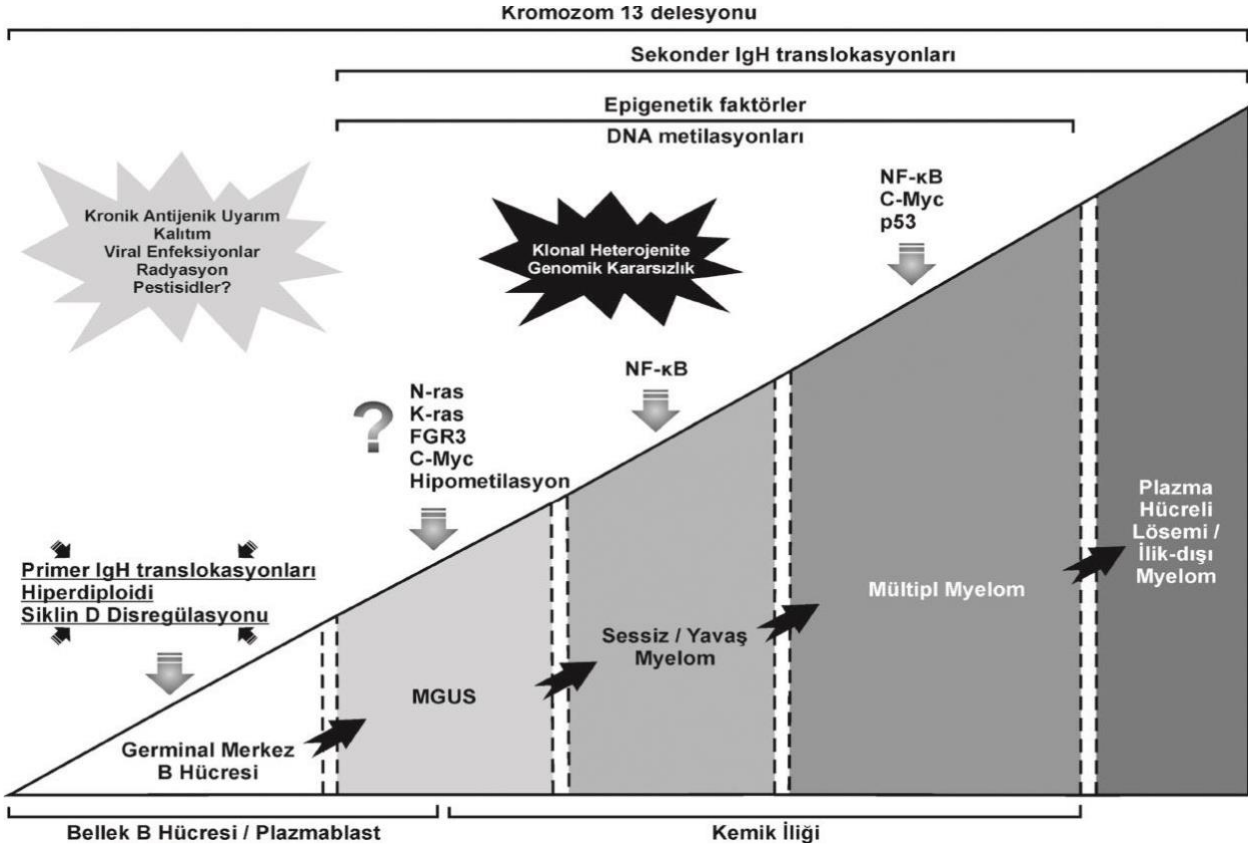 Kromozom 13 delesyonu
Sekonder IgH translokasyonları
Epigenetik faktörler
DNA metilasyonları
Kronik Antijenik Uyarım
Kalıtım
Viral Enfeksiyonlar
Radyasyon
Pestisidler?
Klonal Heterojenite
Genomik Kararsızlık
NF-κB
C-Myc
p53
NF-κB
?
N-ras
K-ras
FGR3
C-Myc
Hipometilasyon
Primer IgH translokasyonları
Hiperdiploidi
Siklin D Disregülasyonu
Germinal Merkez
B Hücresi
MGUS
Sessiz / Yavaş
Myelom
Mültipl Myelom
Plazma
Hücreli
Lösemi /
İlik-dışı
Myelom
Bellek B Hücresi / Plazmablast
Kemik İliği